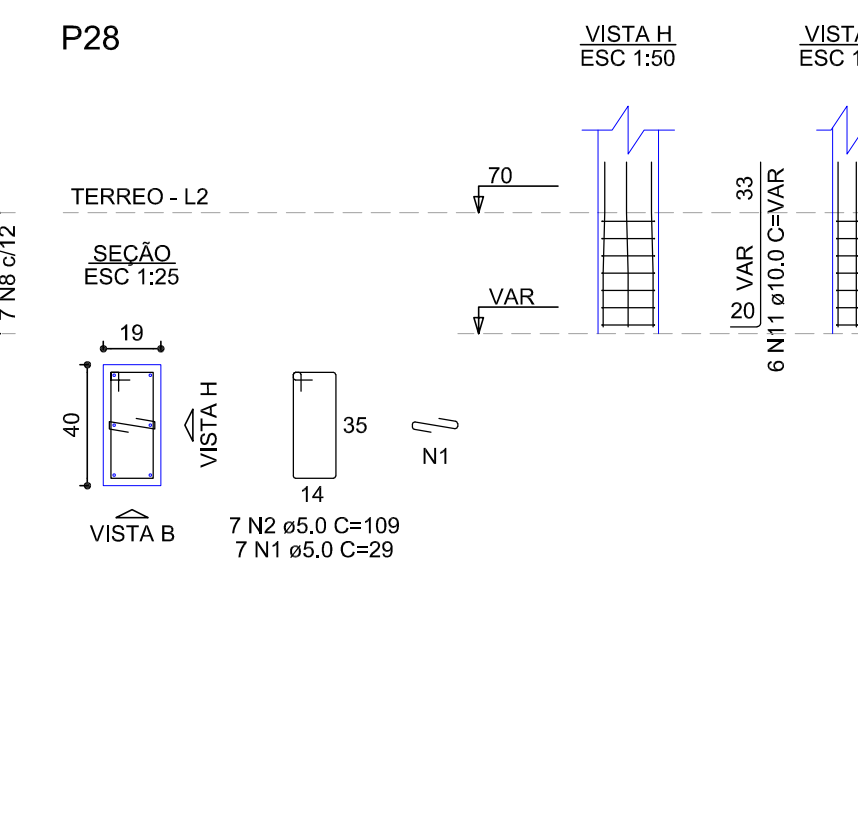 P28
VISTA H
ESC 1:50
VISTA
ESC 1
70
TERREO - L2
33
VAR
20
6 N11 ø10.0 C=VAR
7 N8 c/12
SEÇÃO
ESC 1:25
VAR
19
40
VISTA H
VISTA B
35
14
N1
7 N2 ø5.0 C=109
7 N1 ø5.0 C=29